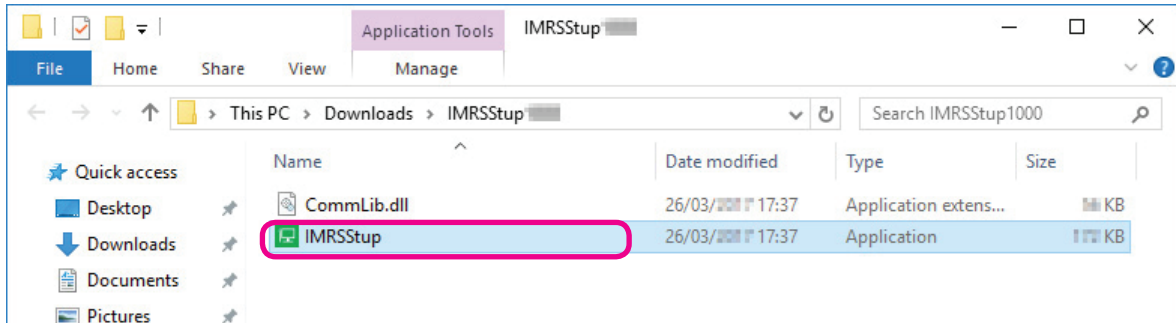 Application Tools IMRSStup
File Home Share View Manage
This PC > Downloads > IMRSStup
Search IMRSStup1000
Name Date modified Type Size
Quick access
Desktop
Downloads
Documents
Pictures
CommLib.dll 26/03/ 17:37 Application extens... KB
IMRSStup 26/03/ 17:37 Application KB